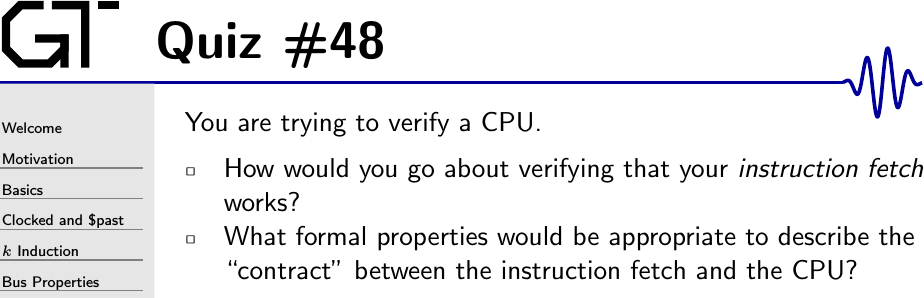 GT
Quiz #48
Welcome
Motivation
Basics
Clocked and $past
k Induction
Bus Properties
You are trying to verify a CPU.
How would you go about verifying that your instruction fetch
works?
What formal properties would be appropriate to describe the
“contract” between the instruction fetch and the CPU?